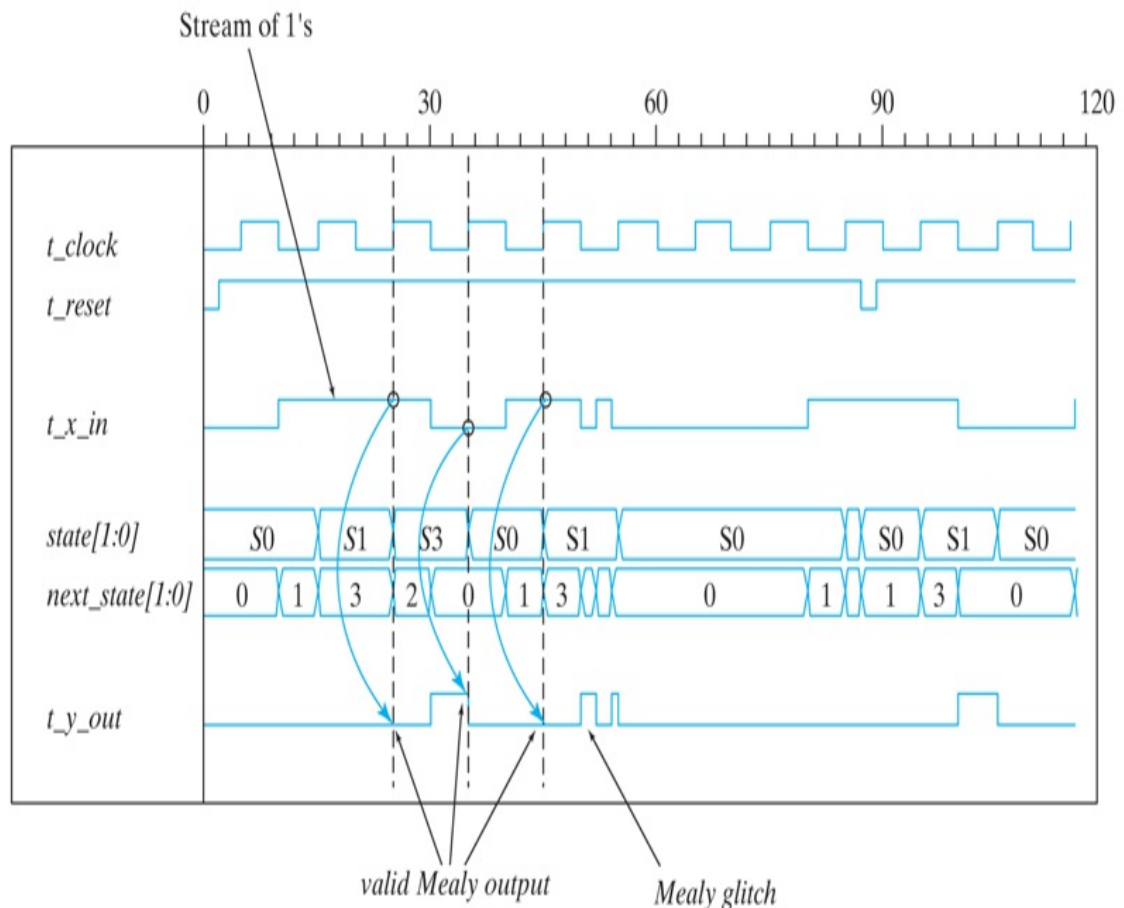 Stream of 1's
0 30 60 90 120
t_clock
t_reset
t_x_in
state[1:0] S0 S1 S3 S0 S1 S0 S0 S1 S0
next_state[1:0] 0 1 3 2 0 1 3 0 1 1 3 0
t_y_out
valid Mealy output
Mealy glitch